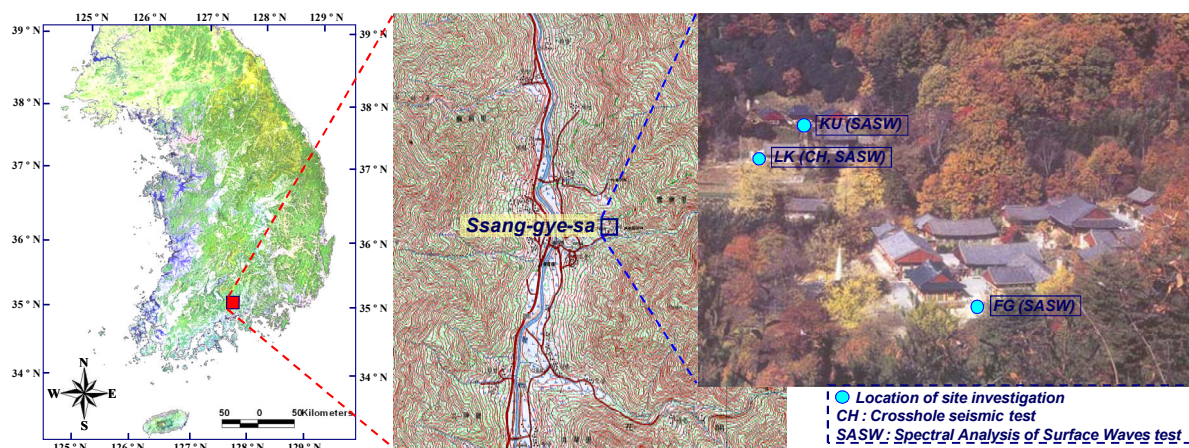 125°N 126°N 127°N 128°N 129°N
39°N
38°N
37°N
36°N
35°N
34°N
39°N
38°N
37°N
36°N
35°N
34°N
N
W E
S
50 0 50Kilometers
125°N 126°N 127°N 128°N 129°N
Ssang-gye-sa
KU (SASW)
LK (CH, SASW)
FG (SASW)
Location of site investigation
CH : Crosshole seismic test
SASW : Spectral Analysis of Surface Waves test